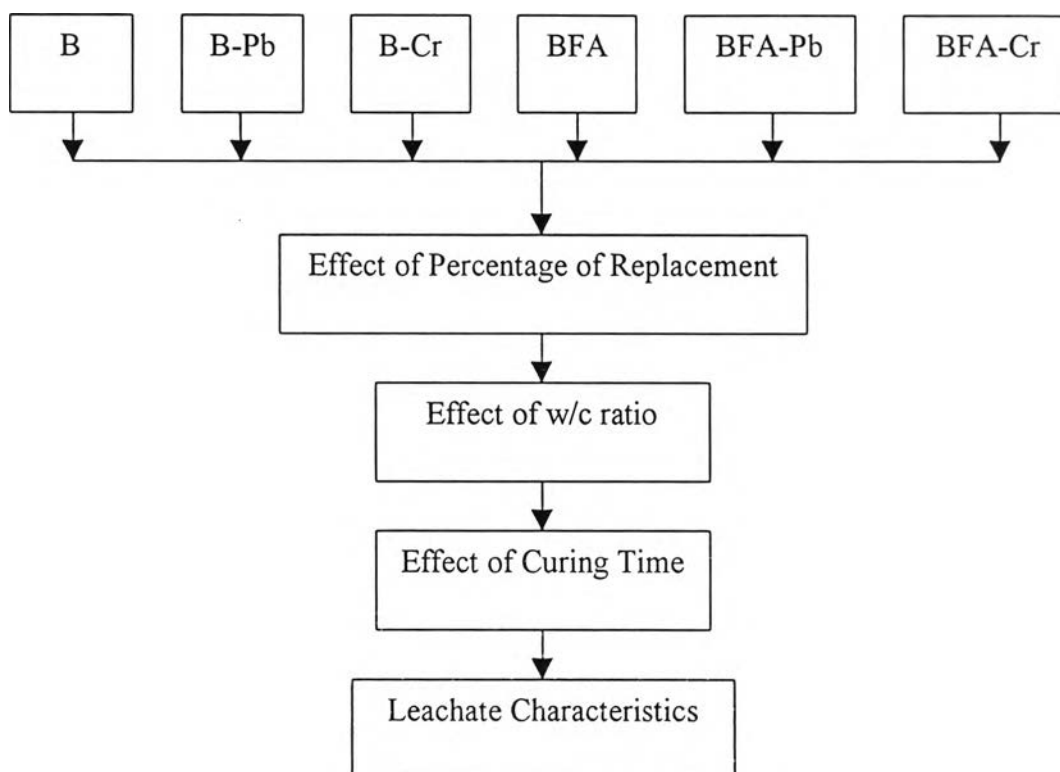 B
B-Pb
B-Cr
BFA
BFA-Pb
BFA-Cr
Effect of Percentage of Replacement
Effect of w/c ratio
Effect of Curing Time
Leachate Characteristics